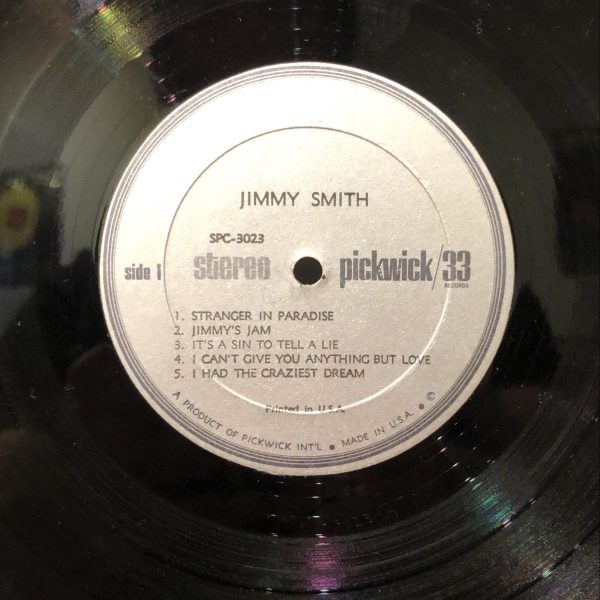 JIMMY SMITH
SPC-3023
side 1 stereo pickwick/33
RECORDS
1. STRANGER IN PARADISE
2. JIMMY'S JAM
3. IT'S A SIN TO TELL A LIE
4. I CAN'T GIVE YOU ANYTHING BUT LOVE
5. I HAD THE CRAZIEST DREAM
Printed in U.S.A.
A PRODUCT OF PICKWICK INT'L ● MADE IN U.S.A. ● ©